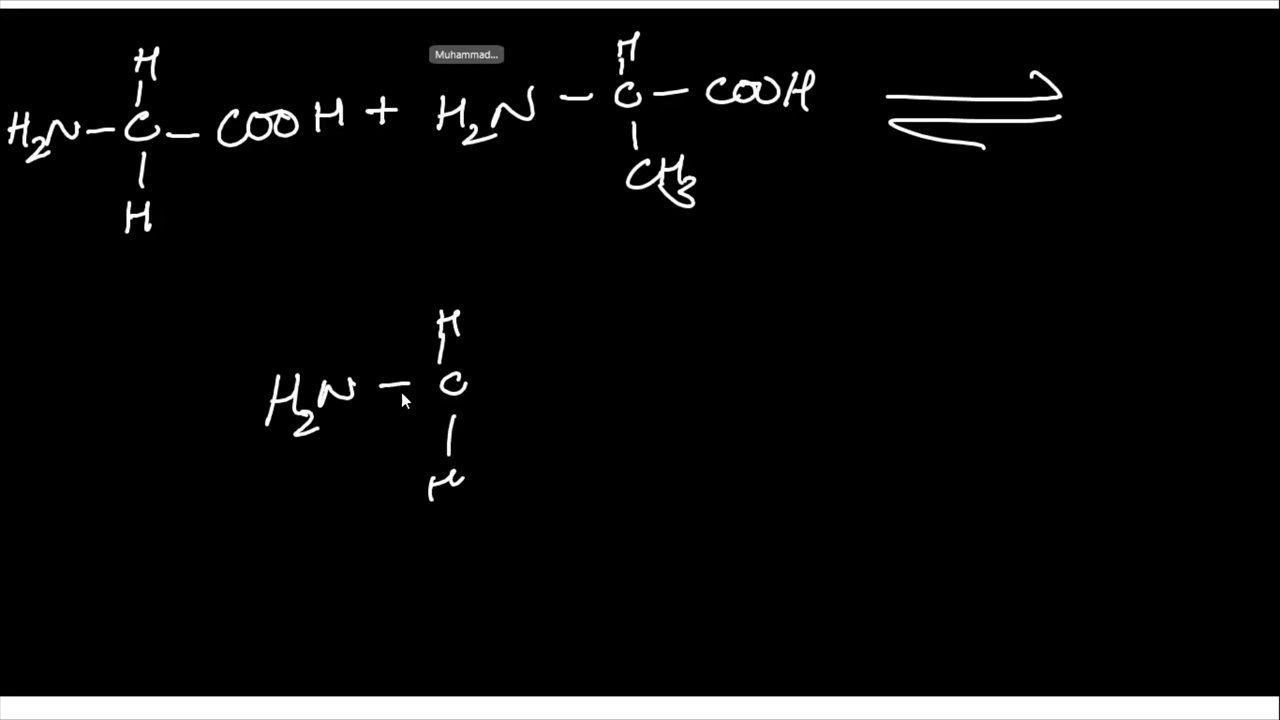 Muhammad...
H
H
H₂N-C-COOH + H₂N-C-COOH ⇌
H
CH₃
H
H₂N-C
H